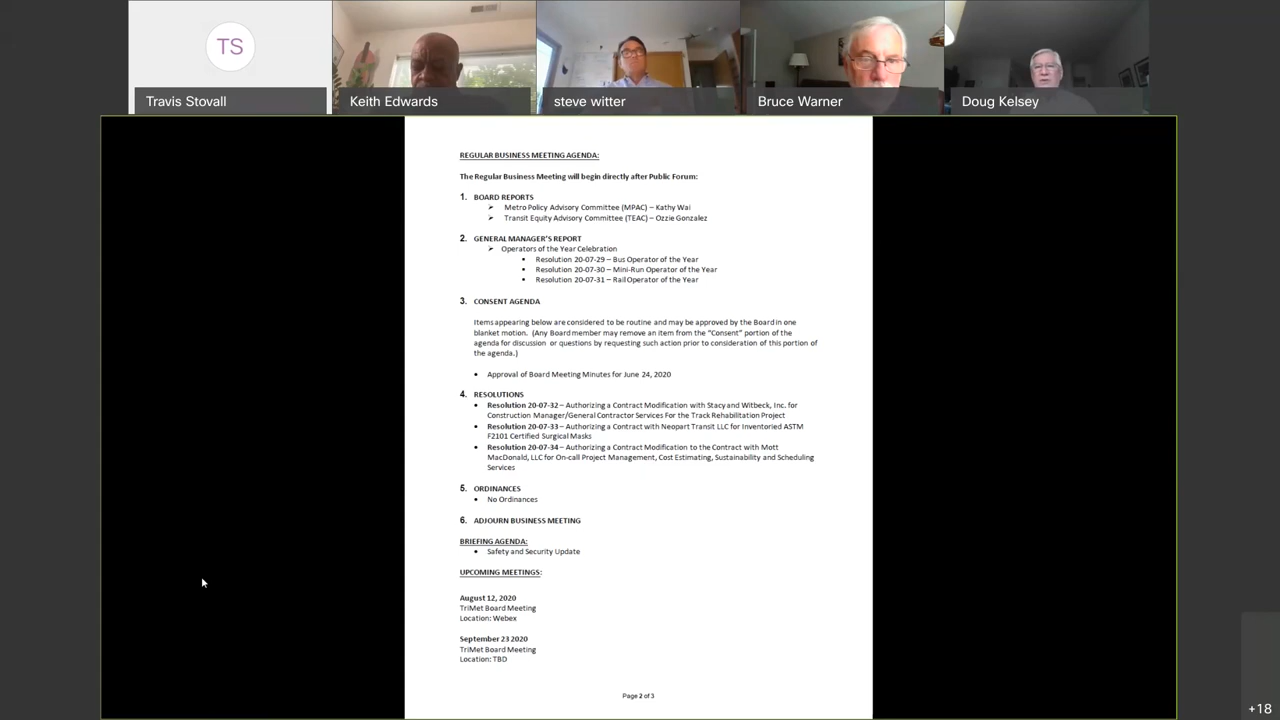 TS
Travis Stovall
Keith Edwards
steve witter
Bruce Warner
Doug Kelsey
REGULAR BUSINESS MEETING AGENDA:
The Regular Business Meeting will begin directly after Public Forum:
1. BOARD REPORTS
➢ Metro Policy Advisory Committee (MPAC) – Kathy Wai
➢ Transit Equity Advisory Committee (TEAC) – Ozzie Gonzalez
2. GENERAL MANAGER'S REPORT
➢ Operators of the Year Celebration
• Resolution 20-07-29 – Bus Operator of the Year
• Resolution 20-07-30 – Mini-Run Operator of the Year
• Resolution 20-07-31 – Rail Operator of the Year
3. CONSENT AGENDA
Items appearing below are considered to be routine and may be approved by the Board in one
blanket motion. (Any Board member may remove an item from the "Consent" portion of the
agenda for discussion or questions by requesting such action prior to consideration of this portion of
the agenda.)
• Approval of Board Meeting Minutes for June 24, 2020
4. RESOLUTIONS
• Resolution 20-07-32 – Authorizing a Contract Modification with Stacy and Witbeck, Inc. for
Construction Manager/General Contractor Services For the Track Rehabilitation Project
• Resolution 20-07-33 – Authorizing a Contract with Neopart Transit LLC for Inventoried ASTM
F2101 Certified Surgical Masks
• Resolution 20-07-34 – Authorizing a Contract Modification to the Contract with Mott
MacDonald, LLC for On-call Project Management, Cost Estimating, Sustainability and Scheduling
Services
5. ORDINANCES
• No Ordinances
6. ADJOURN BUSINESS MEETING
BRIEFING AGENDA:
• Safety and Security Update
UPCOMING MEETINGS:
August 12, 2020
TriMet Board Meeting
Location: Webex
September 23 2020
TriMet Board Meeting
Location: TBD
Page 2 of 3
+18